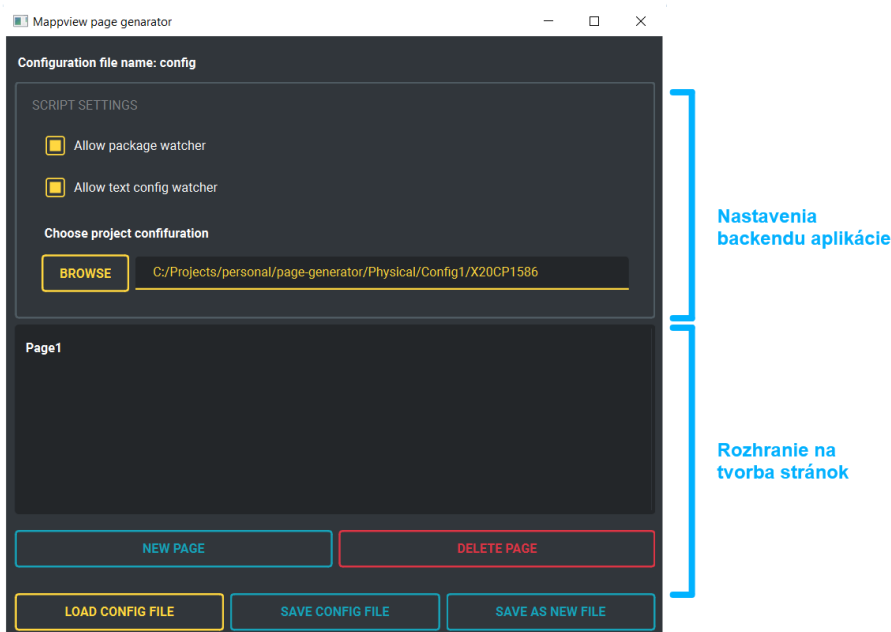 Mappview page genarator
Configuration file name: config
SCRIPT SETTINGS
Allow package watcher
Allow text config watcher
Choose project confifuration
BROWSE C:/Projects/personal/page-generator/Physical/Config1/X20CP1586
Nastavenia
backendu aplikácie
Page1
Rozhranie na
tvorba stránok
NEW PAGE DELETE PAGE
LOAD CONFIG FILE SAVE CONFIG FILE SAVE AS NEW FILE